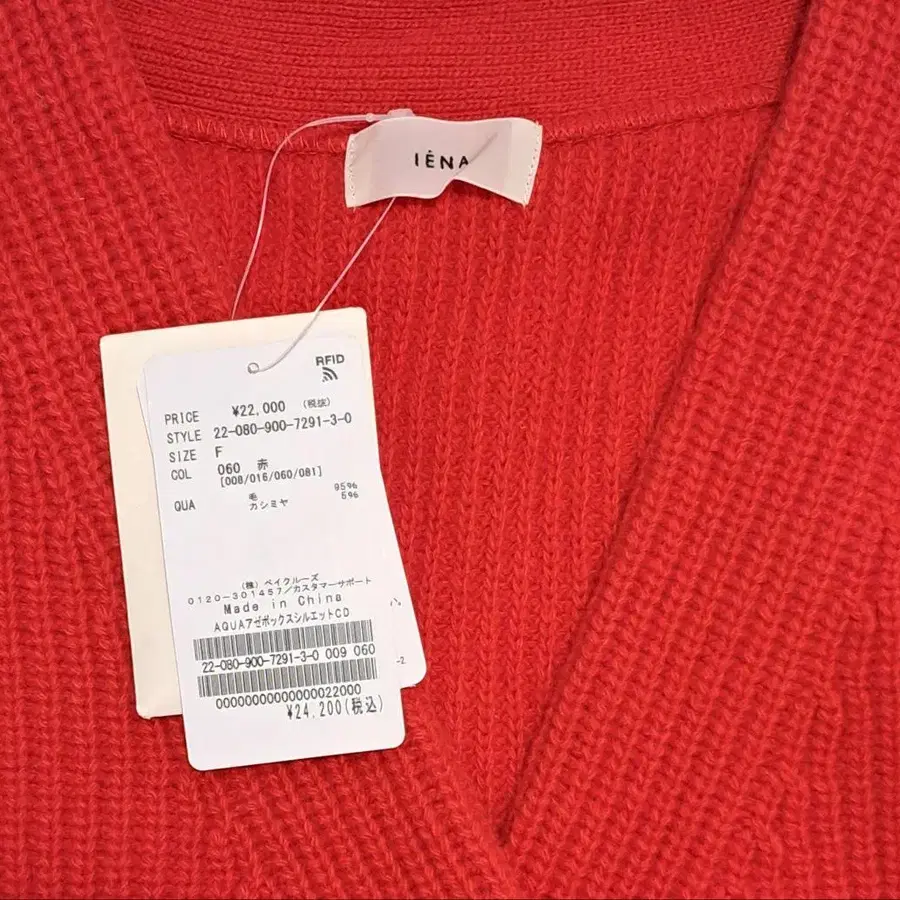 IÉNA
RFID
PRICE ¥22,000 (税抜)
STYLE 22-080-900-7291-3-0
SIZE F
COL 060 赤
[008/016/060/081]
QUA 毛 95%
カシミヤ 5%
(株) ベイクルーズ
0120-301457/カスタマーサポート
Made in China
AQUAアゼボックスシルエットCD
22-080-900-7291-3-0 009 060
0000000000000022000
¥24,200(税込)
-2